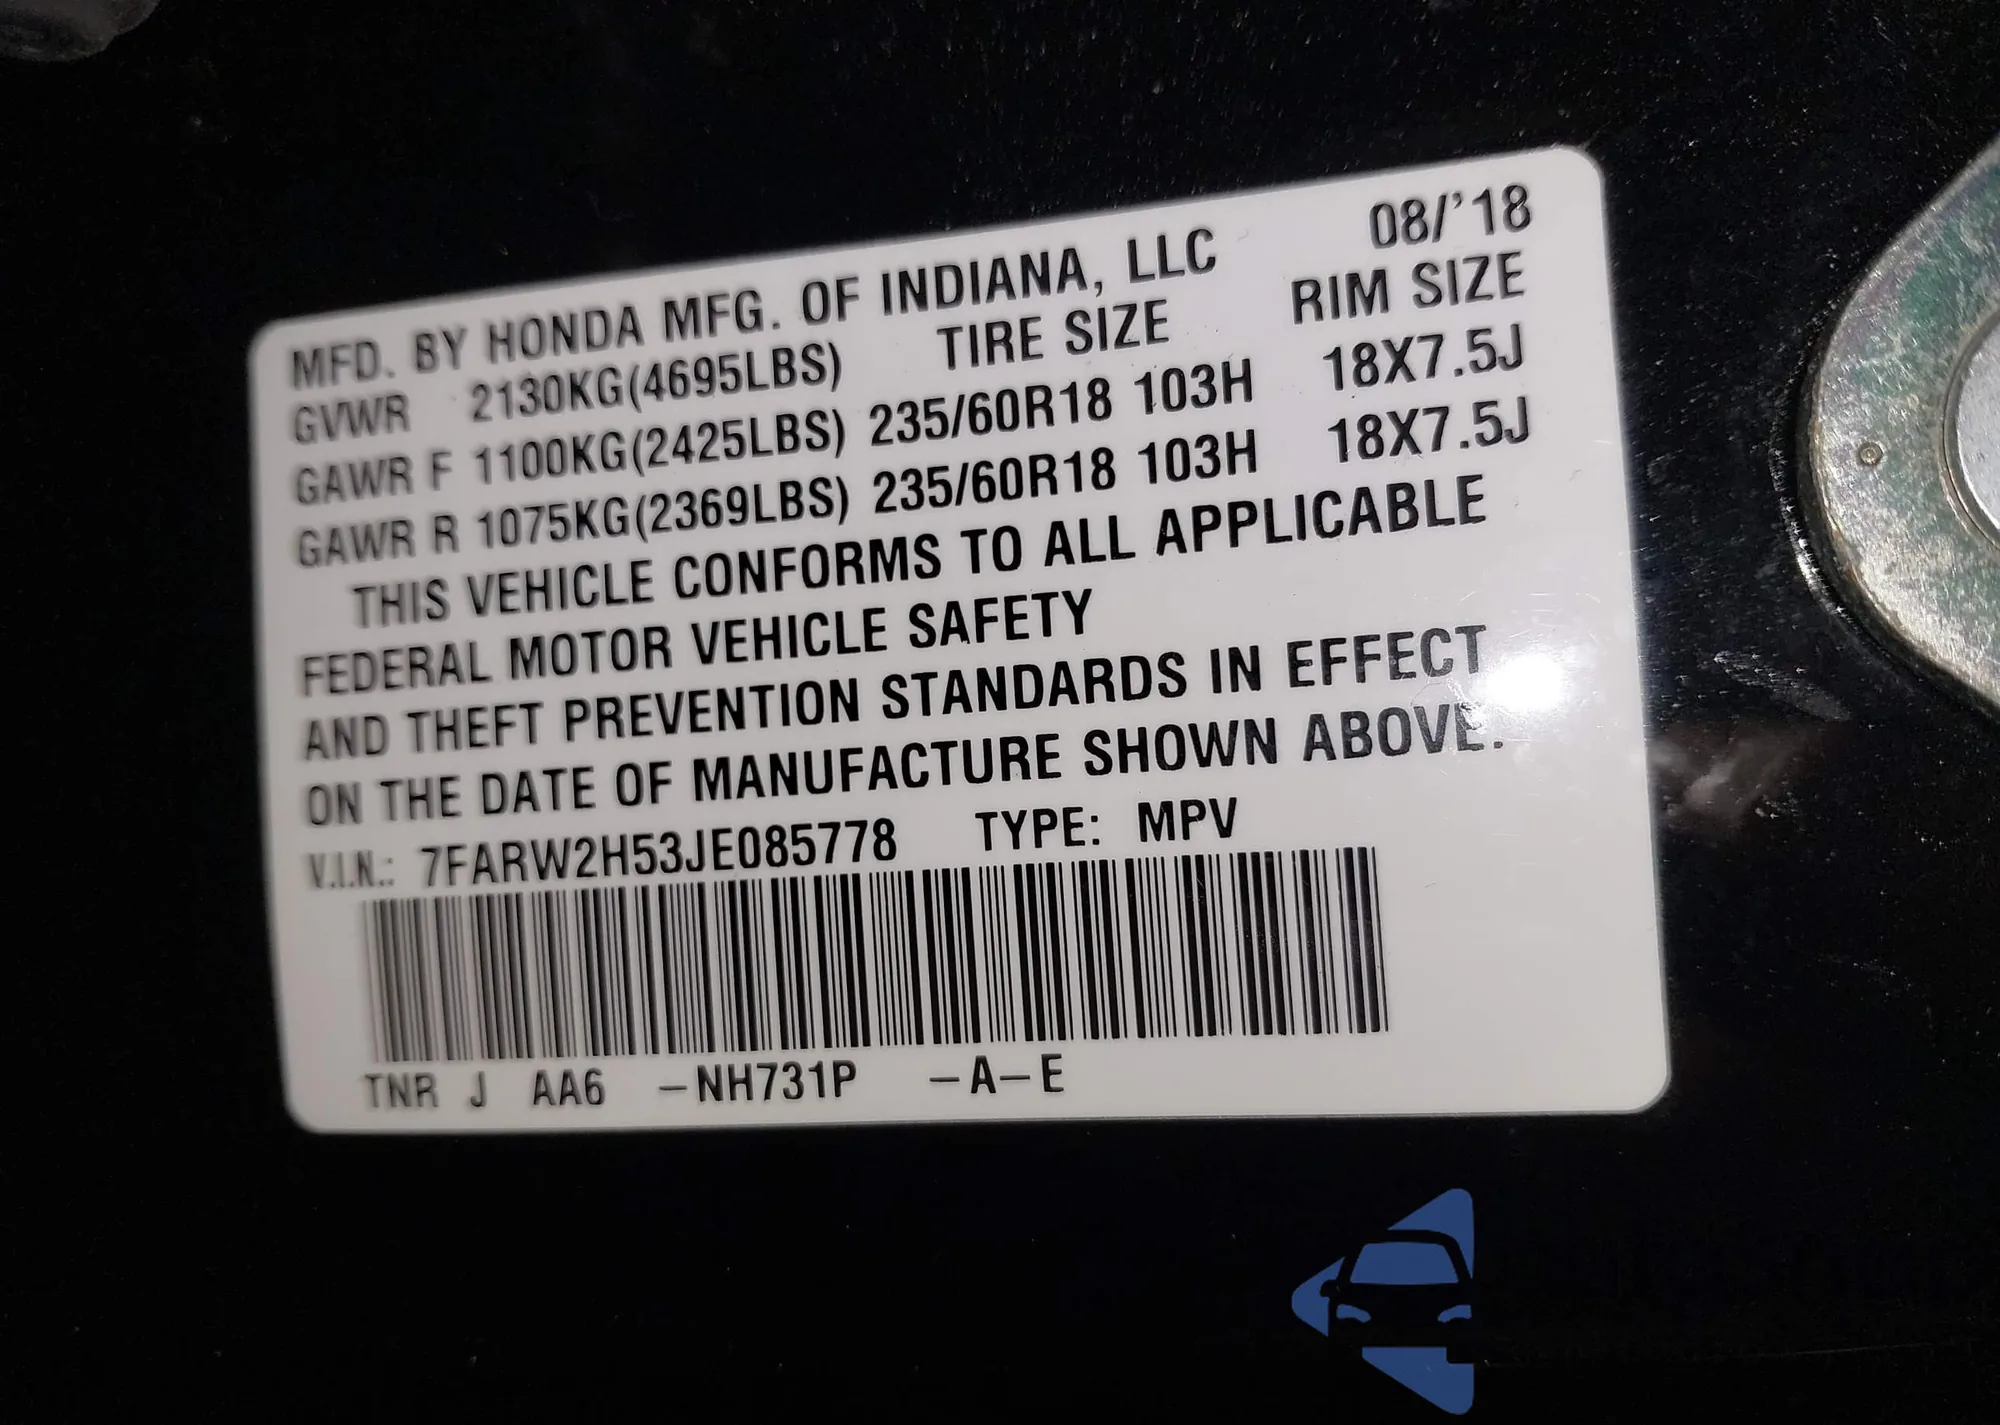 MFD. BY HONDA MFG. OF INDIANA, LLC 08/'18
GVWR 2130KG(4695LBS) TIRE SIZE RIM SIZE
GAWR F 1100KG(2425LBS) 235/60R18 103H 18X7.5J
GAWR R 1075KG(2369LBS) 235/60R18 103H 18X7.5J
THIS VEHICLE CONFORMS TO ALL APPLICABLE
FEDERAL MOTOR VEHICLE SAFETY
AND THEFT PREVENTION STANDARDS IN EFFECT
ON THE DATE OF MANUFACTURE SHOWN ABOVE.
V.I.N.: 7FARW2H53JE085778 TYPE: MPV
TNR J AA6 –NH731P –A–E